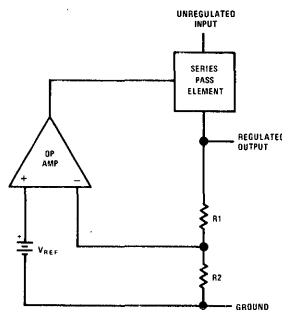 UNREGULATED
INPUT
SERIES
PASS
ELEMENT
REGULATED
OUTPUT
OP
AMP
+ −
R1
+
VREF
R2
GROUND